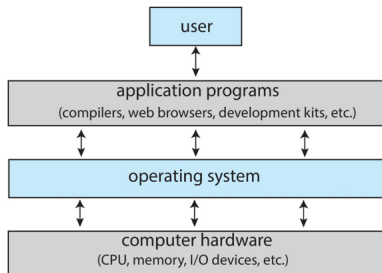 user
application programs
(compilers, web browsers, development kits, etc.)
operating system
computer hardware
(CPU, memory, I/O devices, etc.)